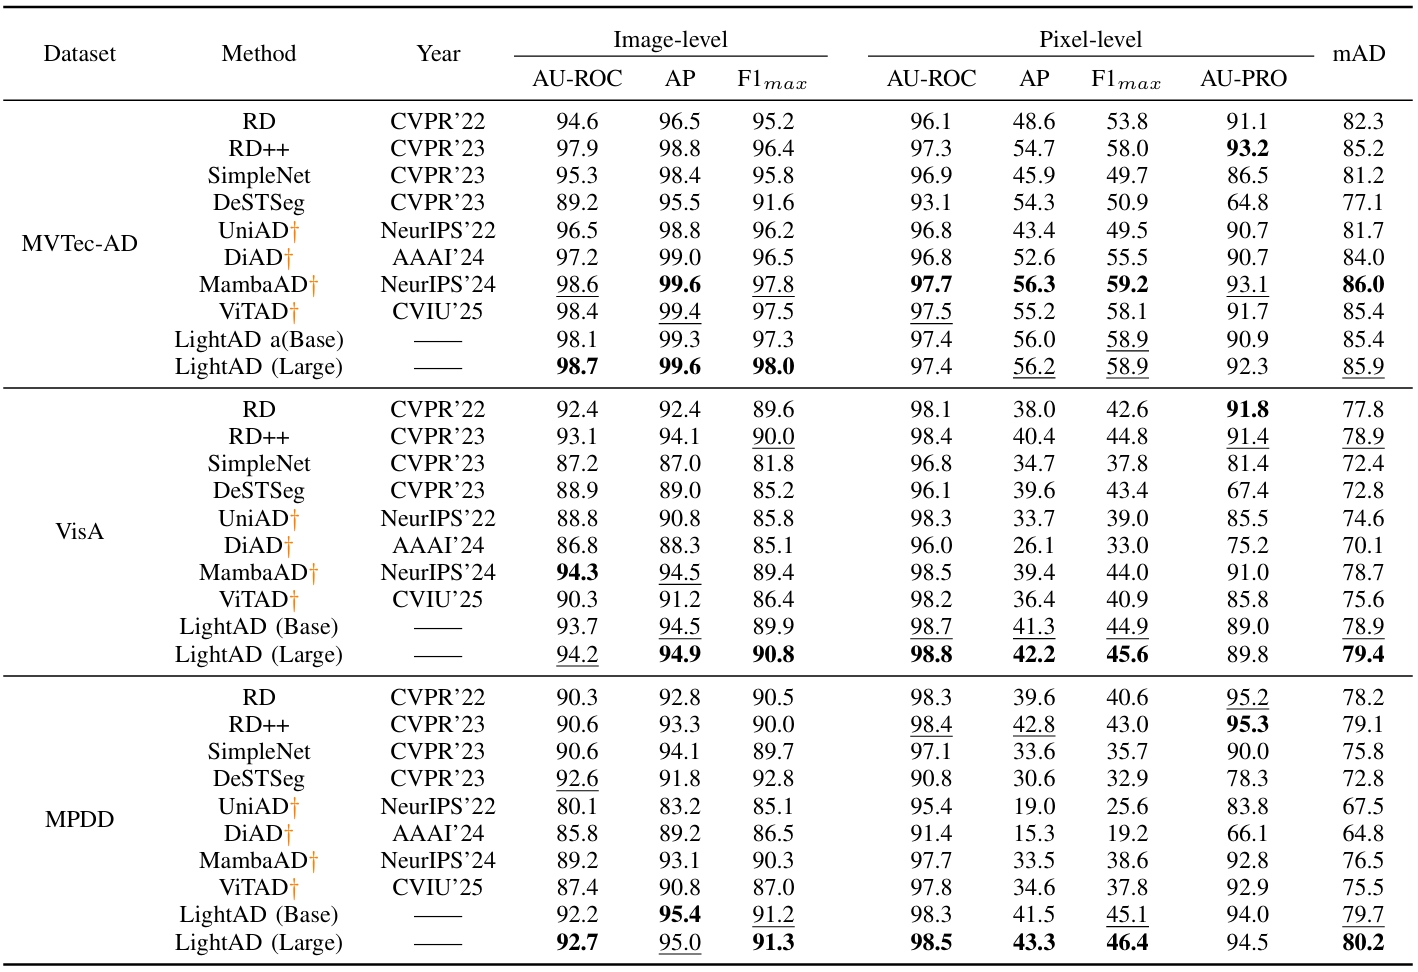 Dataset Method Year Image-level Pixel-level mAD
AU-ROC AP F1max AU-ROC AP F1max AU-PRO
MVTec-AD
RD CVPR'22 94.6 96.5 95.2 96.1 48.6 53.8 91.1 82.3
RD++ CVPR'23 97.9 98.8 96.4 97.3 54.7 58.0 93.2 85.2
SimpleNet CVPR'23 95.3 98.4 95.8 96.9 45.9 49.7 86.5 81.2
DeSTSeg CVPR'23 89.2 95.5 91.6 93.1 54.3 50.9 64.8 77.1
UniAD† NeurIPS'22 96.5 98.8 96.2 96.8 43.4 49.5 90.7 81.7
DiAD† AAAI'24 97.2 99.0 96.5 96.8 52.6 55.5 90.7 84.0
MambaAD† NeurIPS'24 98.6 99.6 97.8 97.7 56.3 59.2 93.1 86.0
ViTAD† CVIU'25 98.4 99.4 97.5 97.5 55.2 58.1 91.7 85.4
LightAD a(Base) —— 98.1 99.3 97.3 97.4 56.0 58.9 90.9 85.4
LightAD (Large) —— 98.7 99.6 98.0 97.4 56.2 58.9 92.3 85.9
VisA
RD CVPR'22 92.4 92.4 89.6 98.1 38.0 42.6 91.8 77.8
RD++ CVPR'23 93.1 94.1 90.0 98.4 40.4 44.8 91.4 78.9
SimpleNet CVPR'23 87.2 87.0 81.8 96.8 34.7 37.8 81.4 72.4
DeSTSeg CVPR'23 88.9 89.0 85.2 96.1 39.6 43.4 67.4 72.8
UniAD† NeurIPS'22 88.8 90.8 85.8 98.3 33.7 39.0 85.5 74.6
DiAD† AAAI'24 86.8 88.3 85.1 96.0 26.1 33.0 75.2 70.1
MambaAD† NeurIPS'24 94.3 94.5 89.4 98.5 39.4 44.0 91.0 78.7
ViTAD† CVIU'25 90.3 91.2 86.4 98.2 36.4 40.9 85.8 75.6
LightAD (Base) —— 93.7 94.5 89.9 98.7 41.3 44.9 89.0 78.9
LightAD (Large) —— 94.2 94.9 90.8 98.8 42.2 45.6 89.8 79.4
MPDD
RD CVPR'22 90.3 92.8 90.5 98.3 39.6 40.6 95.2 78.2
RD++ CVPR'23 90.6 93.3 90.0 98.4 42.8 43.0 95.3 79.1
SimpleNet CVPR'23 90.6 94.1 89.7 97.1 33.6 35.7 90.0 75.8
DeSTSeg CVPR'23 92.6 91.8 92.8 90.8 30.6 32.9 78.3 72.8
UniAD† NeurIPS'22 80.1 83.2 85.1 95.4 19.0 25.6 83.8 67.5
DiAD† AAAI'24 85.8 89.2 86.5 91.4 15.3 19.2 66.1 64.8
MambaAD† NeurIPS'24 89.2 93.1 90.3 97.7 33.5 38.6 92.8 76.5
ViTAD† CVIU'25 87.4 90.8 87.0 97.8 34.6 37.8 92.9 75.5
LightAD (Base) —— 92.2 95.4 91.2 98.3 41.5 45.1 94.0 79.7
LightAD (Large) —— 92.7 95.0 91.3 98.5 43.3 46.4 94.5 80.2